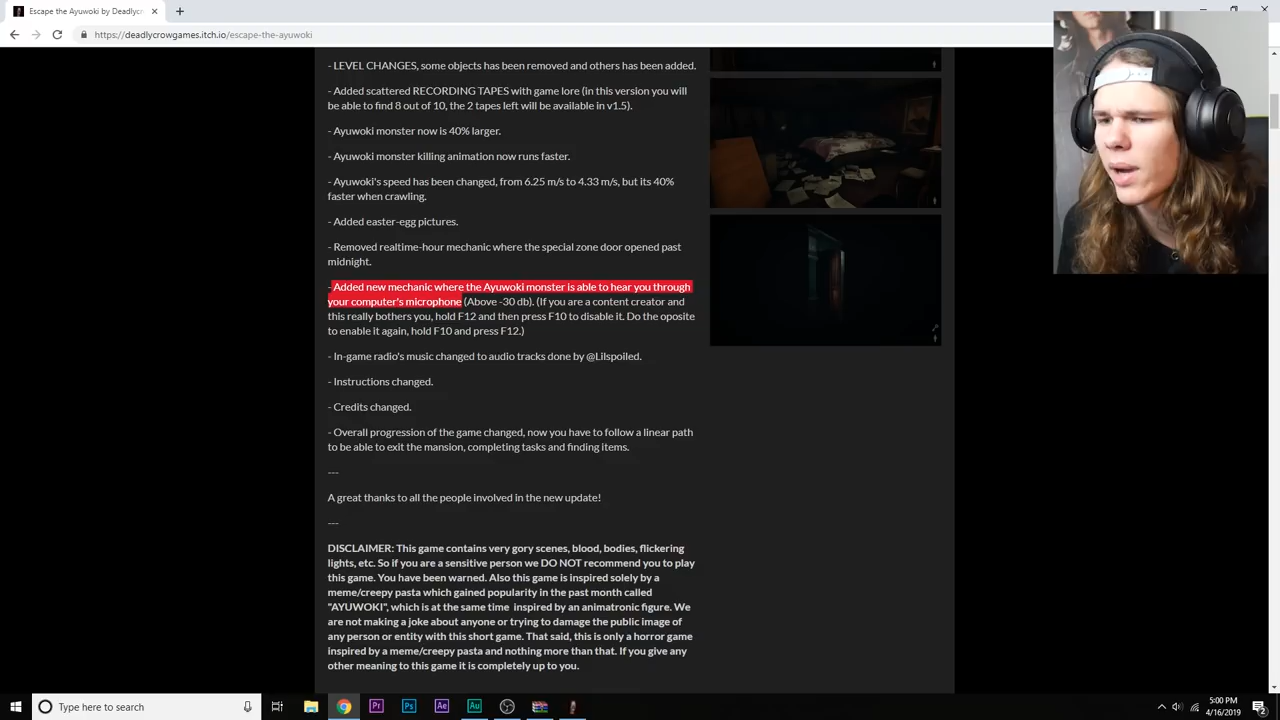 Escape the Ayuwoki by Deadlycr
https://deadlycrowgames.itch.io/escape-the-ayuwoki
- LEVEL CHANGES, some objects has been removed and others has been added.
- Added scattered RECORDING TAPES with game lore (in this version you will
be able to find 8 out of 10, the 2 tapes left will be available in v1.5).
- Ayuwoki monster now is 40% larger.
- Ayuwoki monster killing animation now runs faster.
- Ayuwoki's speed has been changed, from 6.25 m/s to 4.33 m/s, but its 40%
faster when crawling.
- Added easter-egg pictures.
- Removed realtime-hour mechanic where the special zone door opened past
midnight.
- Added new mechanic where the Ayuwoki monster is able to hear you through
your computer's microphone (Above -30 db). (If you are a content creator and
this really bothers you, hold F12 and then press F10 to disable it. Do the oposite
to enable it again, hold F10 and press F12.)
- In-game radio's music changed to audio tracks done by @Lilspoiled.
- Instructions changed.
- Credits changed.
- Overall progression of the game changed, now you have to follow a linear path
to be able to exit the mansion, completing tasks and finding items.
---
A great thanks to all the people involved in the new update!
---
DISCLAIMER: This game contains very gory scenes, blood, bodies, flickering
lights, etc. So if you are a sensitive person we DO NOT recommend you to play
this game. You have been warned. Also this game is inspired solely by a
meme/creepy pasta which gained popularity in the past month called
"AYUWOKI", which is at the same time inspired by an animatronic figure. We
are not making a joke about anyone or trying to damage the public image of
any person or entity with this short game. That said, this is only a horror game
inspired by a meme/creepy pasta and nothing more than that. If you give any
other meaning to this game it is completely up to you.
Type here to search
Pr
Ps
Ae
Au
5:00 PM
4/16/2019
2